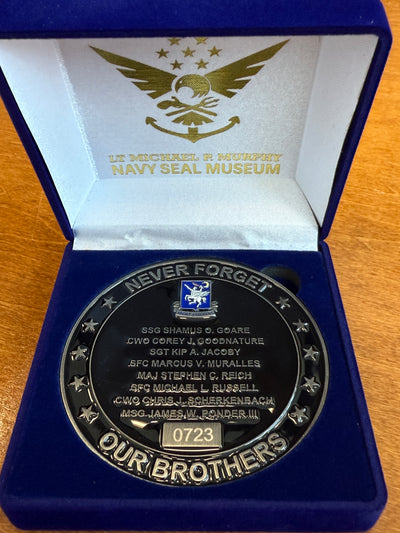 LT MICHAEL P. MURPHY
NAVY SEAL MUSEUM
NEVER FORGET
SSG SHAMUS O. GOARE
CWO COREY J. GOODNATURE
SGT KIP A. JACOBY
SFC MARCUS V. MURALLES
MAJ STEPHEN C. REICH
SFC MICHAEL L. RUSSELL
CWO CHRIS J. SCHERKENBACH
MSG JAMES W. PONDER III
0723
OUR BROTHERS